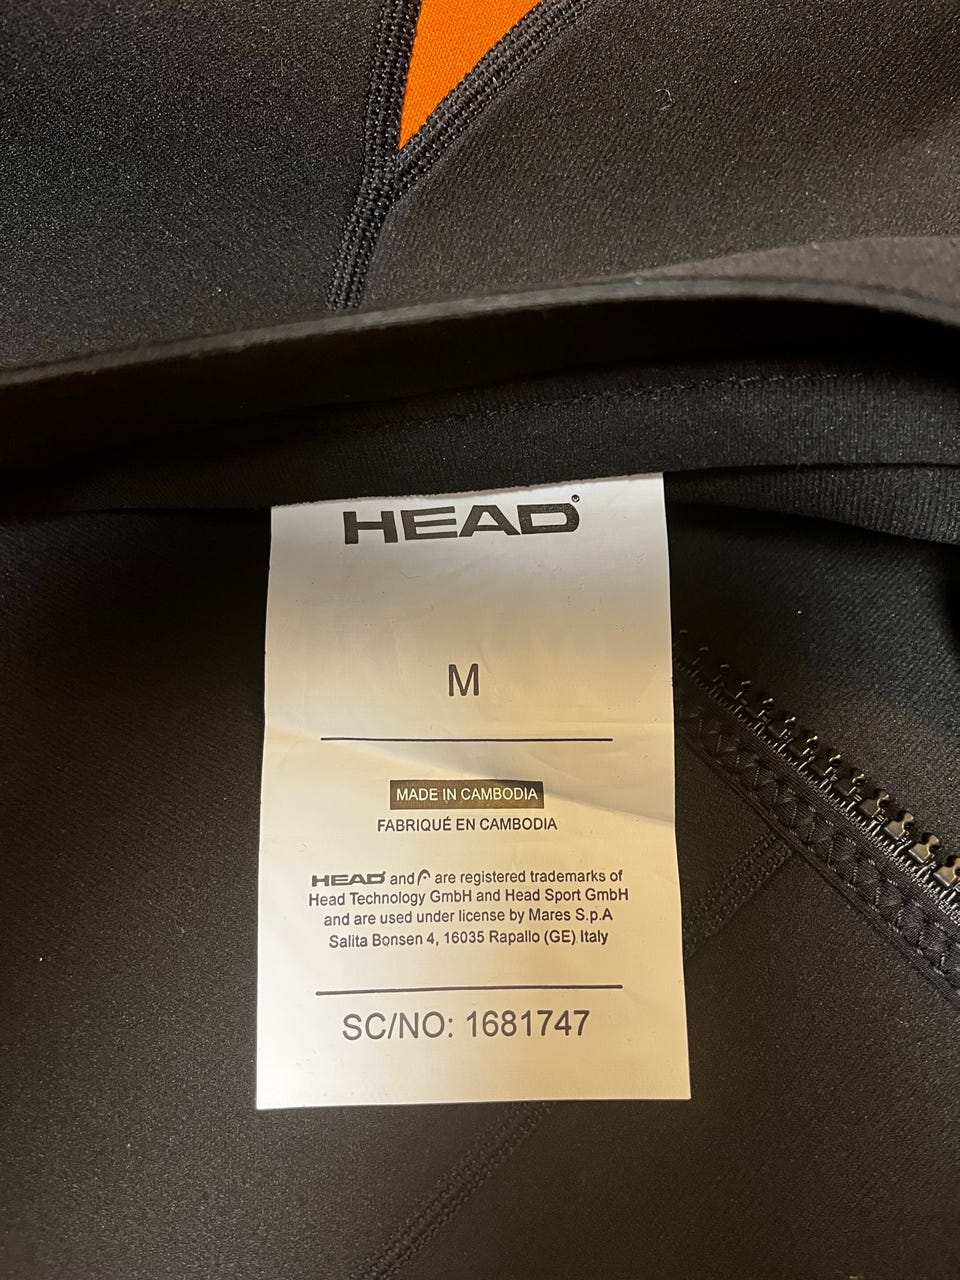 HEAD®
M
MADE IN CAMBODIA
FABRIQUÉ EN CAMBODIA
HEAD and are registered trademarks of
Head Technology GmbH and Head Sport GmbH
and are used under license by Mares S.p.A
Salita Bonsen 4, 16035 Rapallo (GE) Italy
SC/NO: 1681747